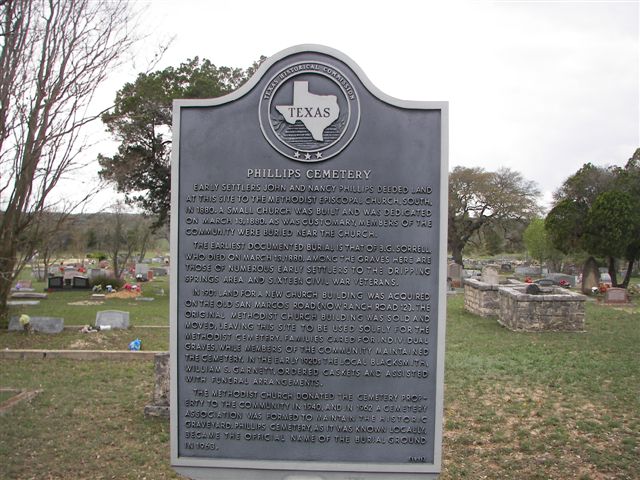 TEXAS HISTORICAL COMMISSION
TEXAS
PHILLIPS CEMETERY
EARLY SETTLERS JOHN AND NANCY PHILLIPS DEEDED LAND
AT THIS SITE TO THE METHODIST EPISCOPAL CHURCH, SOUTH,
IN 1880. A SMALL CHURCH WAS BUILT AND WAS DEDICATED
ON MARCH 13, 1880. AS WAS CUSTOMARY, MEMBERS OF THE
COMMUNITY WERE BURIED NEAR THE CHURCH.
THE EARLIEST DOCUMENTED BURIAL IS THAT OF B.G. SORRELL,
WHO DIED ON MARCH 15, 1880. AMONG THE GRAVES HERE ARE
THOSE OF NUMEROUS EARLY SETTLERS TO THE DRIPPING
SPRINGS AREA AND SIXTEEN CIVIL WAR VETERANS.
IN 1901 LAND FOR A NEW CHURCH BUILDING WAS ACQUIRED
ON THE OLD SAN MARCOS ROAD (NOW RANCH ROAD 12). THE
ORIGINAL METHODIST CHURCH BUILDING WAS SOLD AND
MOVED, LEAVING THIS SITE TO BE USED SOLELY FOR THE
METHODIST CEMETERY. FAMILIES CARED FOR INDIVIDUAL
GRAVES, WHILE MEMBERS OF THE COMMUNITY MAINTAINED
THE CEMETERY. IN THE EARLY 1920s THE LOCAL BLACKSMITH,
WILLIAM S. GARNETT, ORDERED CASKETS AND ASSISTED
WITH FUNERAL ARRANGEMENTS.
THE METHODIST CHURCH DONATED THE CEMETERY PROP-
ERTY TO THE COMMUNITY IN 1940, AND IN 1962 A CEMETERY
ASSOCIATION WAS FORMED TO MAINTAIN THE HISTORIC
GRAVEYARD. PHILLIPS CEMETERY, AS IT WAS KNOWN LOCALLY,
BECAME THE OFFICIAL NAME OF THE BURIAL GROUND
IN 1963.